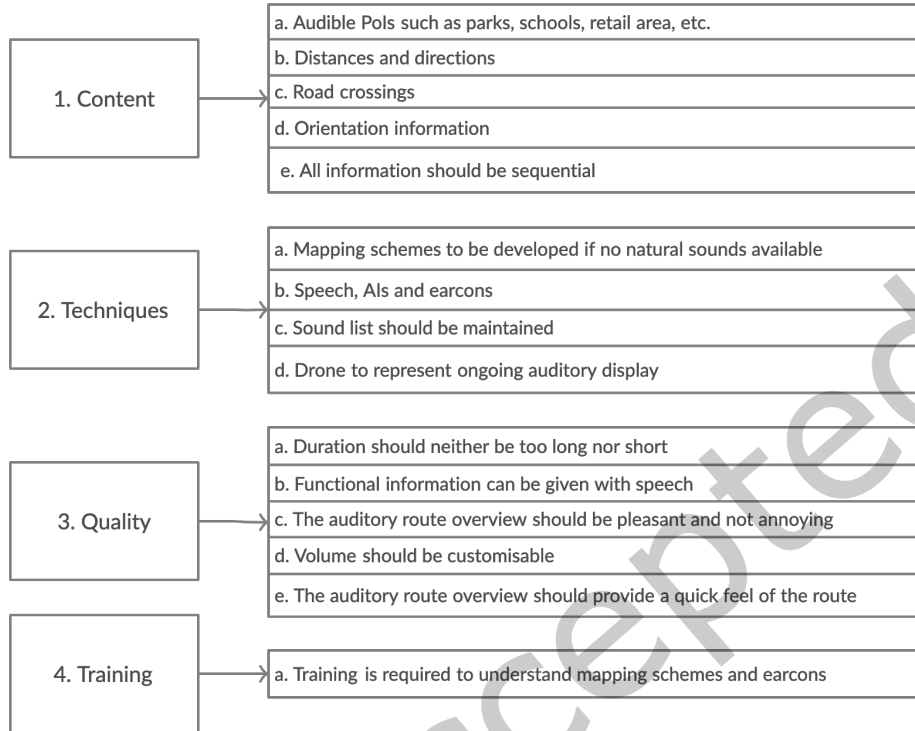 1. Content
a. Audible PoIs such as parks, schools, retail area, etc.
b. Distances and directions
c. Road crossings
d. Orientation information
e. All information should be sequential
2. Techniques
a. Mapping schemes to be developed if no natural sounds available
b. Speech, AIs and earcons
c. Sound list should be maintained
d. Drone to represent ongoing auditory display
3. Quality
a. Duration should neither be too long nor short
b. Functional information can be given with speech
c. The auditory route overview should be pleasant and not annoying
d. Volume should be customisable
e. The auditory route overview should provide a quick feel of the route
4. Training
a. Training is required to understand mapping schemes and earcons